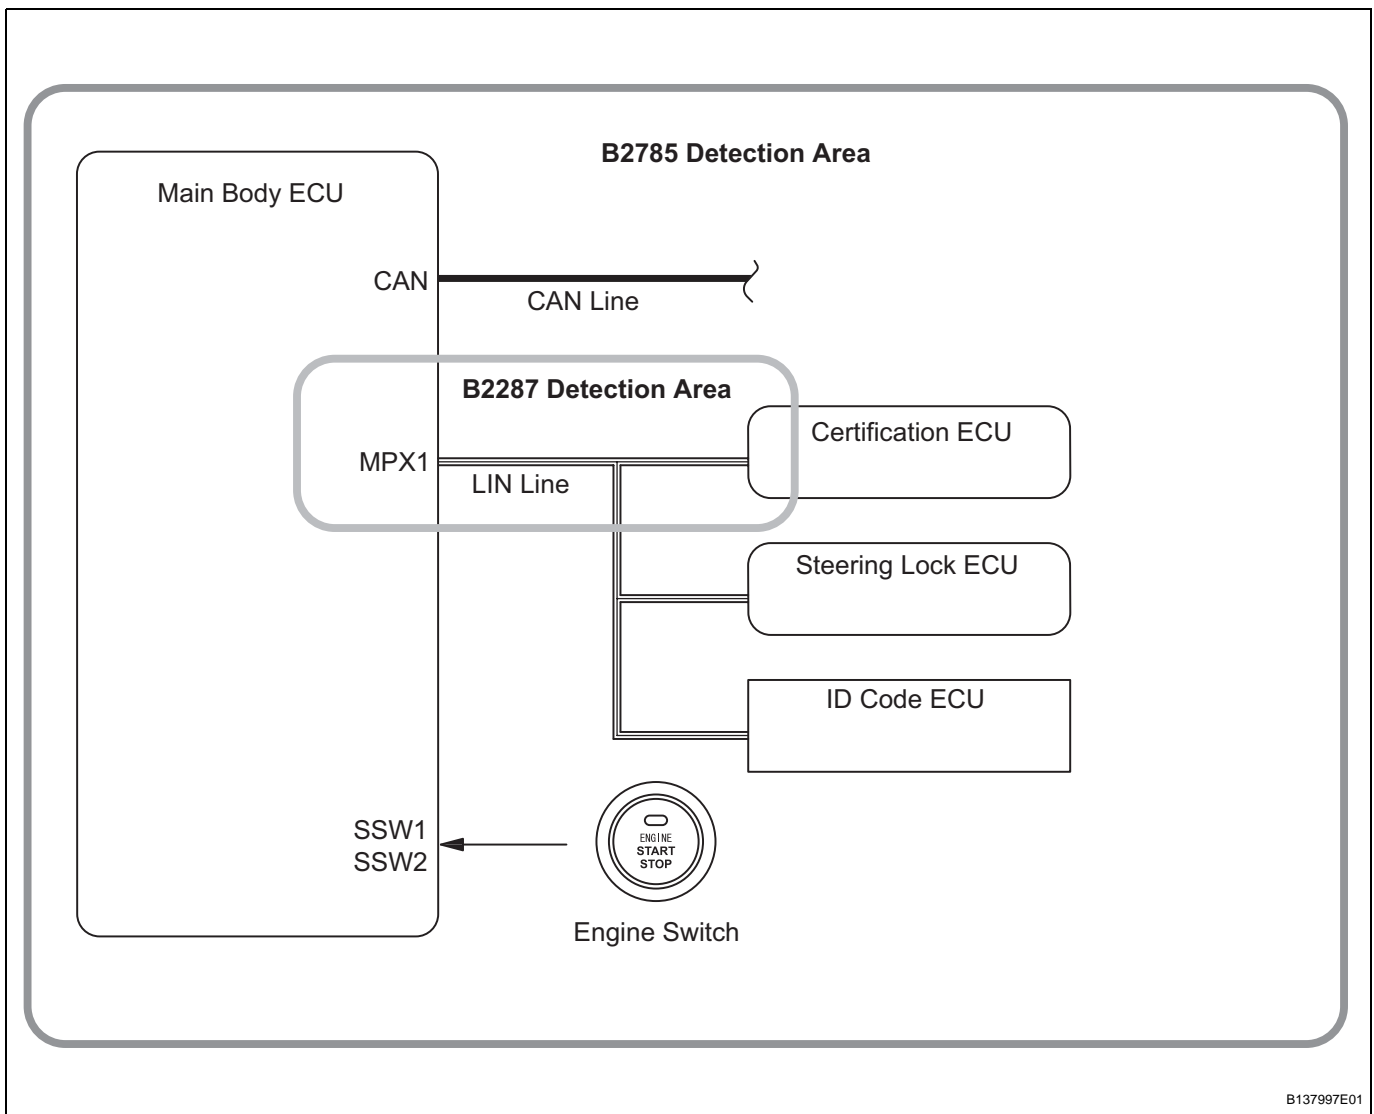 B2785 Detection Area
Main Body ECU
CAN
CAN Line
B2287 Detection Area
Certification ECU
MPX1
LIN Line
Steering Lock ECU
ID Code ECU
SSW1
SSW2
ENGINE
START
STOP
Engine Switch
B137997E01